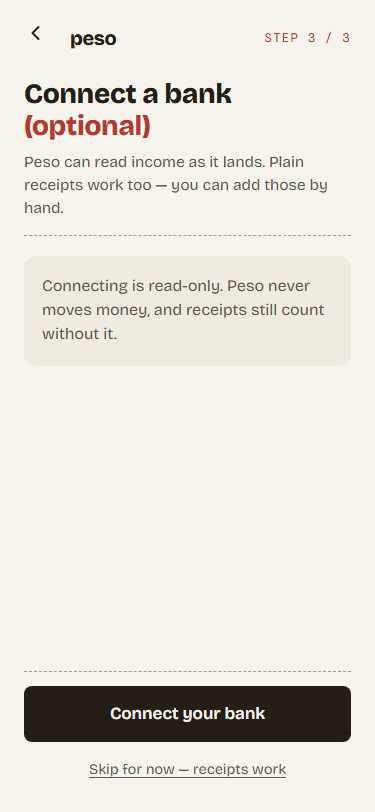 peso
STEP 3 / 3
Connect a bank
(optional)
Peso can read income as it lands. Plain
receipts work too — you can add those by
hand.
Connecting is read-only. Peso never
moves money, and receipts still count
without it.
Connect your bank
Skip for now — receipts work